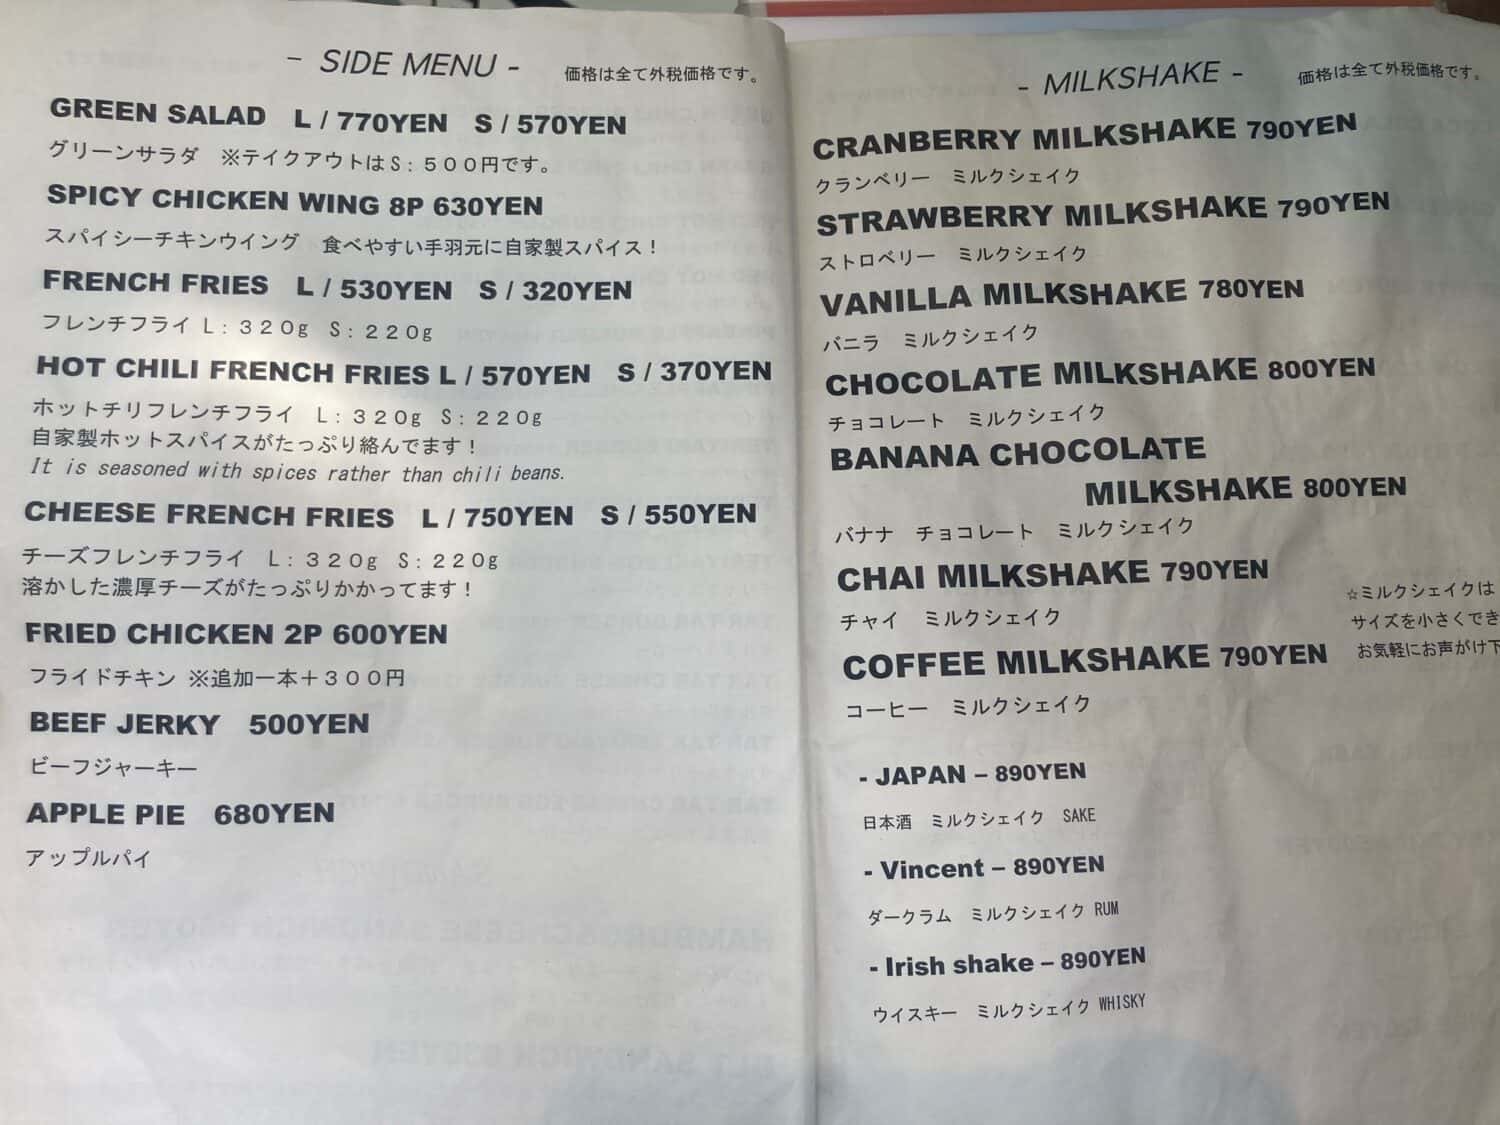 - SIDE MENU -
価格は全て外税価格です。
GREEN SALAD L / 770YEN S / 570YEN
グリーンサラダ ※テイクアウトはS：５００円です。
SPICY CHICKEN WING 8P 630YEN
スパイシーチキンウイング 食べやすい手羽元に自家製スパイス！
FRENCH FRIES L / 530YEN S / 320YEN
フレンチフライ L：３２０g S：２２０g
HOT CHILI FRENCH FRIES L / 570YEN S / 370YEN
ホットチリフレンチフライ L：３２０g S：２２０g
自家製ホットスパイスがたっぷり絡んでます！
It is seasoned with spices rather than chili beans.
CHEESE FRENCH FRIES L / 750YEN S / 550YEN
チーズフレンチフライ L：３２０g S：２２０g
溶かした濃厚チーズがたっぷりかかってます！
FRIED CHICKEN 2P 600YEN
フライドチキン ※追加一本＋３００円
BEEF JERKY 500YEN
ビーフジャーキー
APPLE PIE 680YEN
アップルパイ
- MILKSHAKE -
価格は全て外税価格です。
CRANBERRY MILKSHAKE 790YEN
クランベリー ミルクシェイク
STRAWBERRY MILKSHAKE 790YEN
ストロベリー ミルクシェイク
VANILLA MILKSHAKE 780YEN
バニラ ミルクシェイク
CHOCOLATE MILKSHAKE 800YEN
チョコレート ミルクシェイク
BANANA CHOCOLATE
MILKSHAKE 800YEN
バナナ チョコレート ミルクシェイク
CHAI MILKSHAKE 790YEN
チャイ ミルクシェイク
☆ミルクシェイクは
サイズを小さくでき
お気軽にお声がけ下
COFFEE MILKSHAKE 790YEN
コーヒー ミルクシェイク
- JAPAN – 890YEN
日本酒 ミルクシェイク SAKE
- Vincent – 890YEN
ダークラム ミルクシェイク RUM
- Irish shake – 890YEN
ウイスキー ミルクシェイク WHISKY